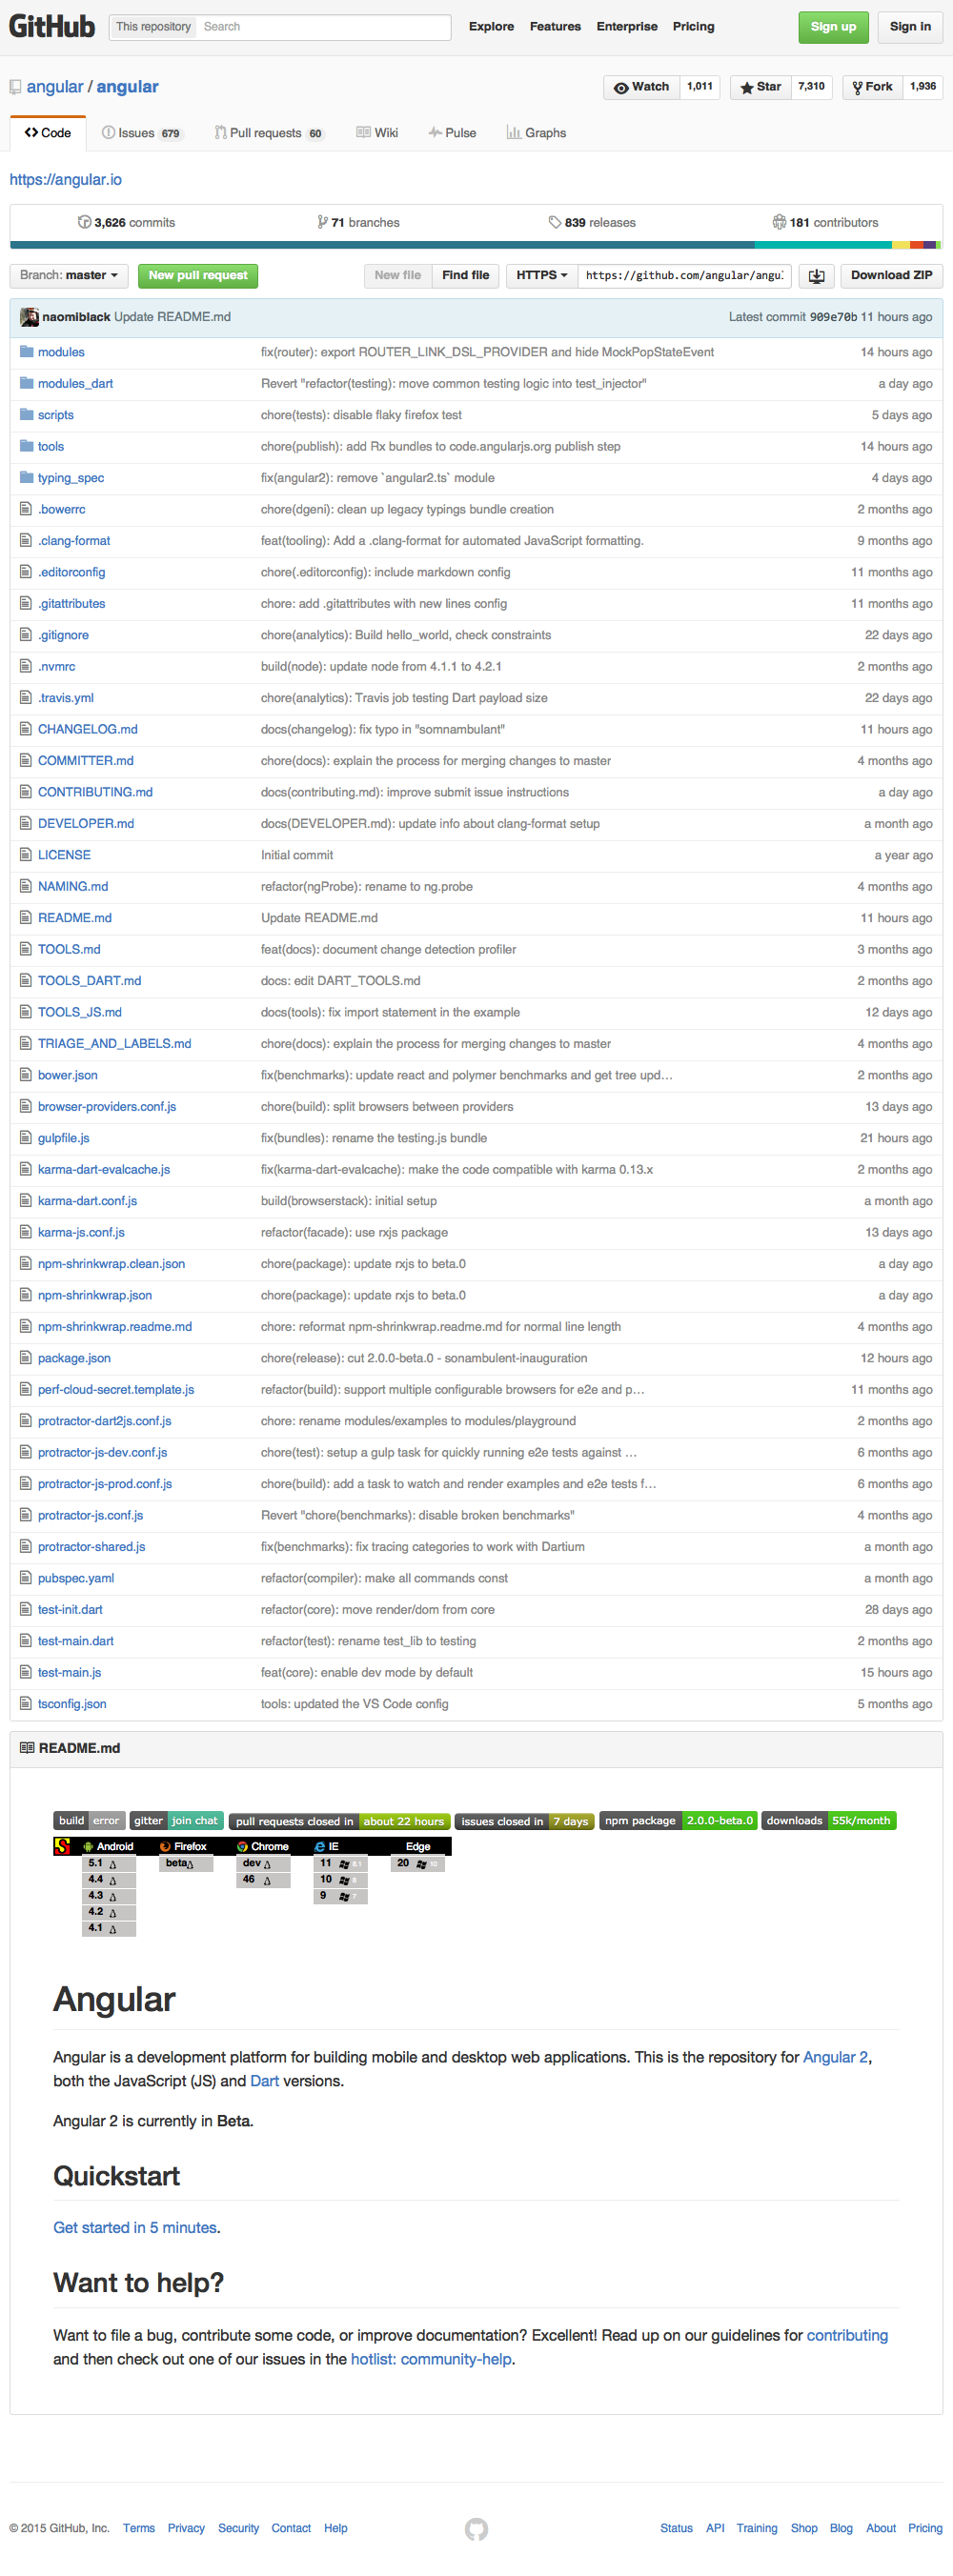 GitHub This repository Search Explore Features Enterprise Pricing Sign up Sign in
angular / angular Watch 1,011 Star 7,310 Fork 1,936
Code Issues 679 Pull requests 60 Wiki Pulse Graphs
https://angular.io
3,626 commits 71 branches 839 releases 181 contributors
Branch: master New pull request New file Find file HTTPS https://github.com/angular/angu Download ZIP
naomiblack Update README.md Latest commit 909e70b 11 hours ago
modules fix(router): export ROUTER_LINK_DSL_PROVIDER and hide MockPopStateEvent 14 hours ago
modules_dart Revert "refactor(testing): move common testing logic into test_injector" a day ago
scripts chore(tests): disable flaky firefox test 5 days ago
tools chore(publish): add Rx bundles to code.angularjs.org publish step 14 hours ago
typing_spec fix(angular2): remove `angular2.ts` module 4 days ago
.bowerrc chore(dgeni): clean up legacy typings bundle creation 2 months ago
.clang-format feat(tooling): Add a .clang-format for automated JavaScript formatting. 9 months ago
.editorconfig chore(.editorconfig): include markdown config 11 months ago
.gitattributes chore: add .gitattributes with new lines config 11 months ago
.gitignore chore(analytics): Build hello_world, check constraints 22 days ago
.nvmrc build(node): update node from 4.1.1 to 4.2.1 2 months ago
.travis.yml chore(analytics): Travis job testing Dart payload size 22 days ago
CHANGELOG.md docs(changelog): fix typo in "somnambulant" 11 hours ago
COMMITTER.md chore(docs): explain the process for merging changes to master 4 months ago
CONTRIBUTING.md docs(contributing.md): improve submit issue instructions a day ago
DEVELOPER.md docs(DEVELOPER.md): update info about clang-format setup a month ago
LICENSE Initial commit a year ago
NAMING.md refactor(ngProbe): rename to ng.probe 4 months ago
README.md Update README.md 11 hours ago
TOOLS.md feat(docs): document change detection profiler 3 months ago
TOOLS_DART.md docs: edit DART_TOOLS.md 2 months ago
TOOLS_JS.md docs(tools): fix import statement in the example 12 days ago
TRIAGE_AND_LABELS.md chore(docs): explain the process for merging changes to master 4 months ago
bower.json fix(benchmarks): update react and polymer benchmarks and get tree upd… 2 months ago
browser-providers.conf.js chore(build): split browsers between providers 13 days ago
gulpfile.js fix(bundles): rename the testing.js bundle 21 hours ago
karma-dart-evalcache.js fix(karma-dart-evalcache): make the code compatible with karma 0.13.x 2 months ago
karma-dart.conf.js build(browserstack): initial setup a month ago
karma-js.conf.js refactor(facade): use rxjs package 13 days ago
npm-shrinkwrap.clean.json chore(package): update rxjs to beta.0 a day ago
npm-shrinkwrap.json chore(package): update rxjs to beta.0 a day ago
npm-shrinkwrap.readme.md chore: reformat npm-shrinkwrap.readme.md for normal line length 4 months ago
package.json chore(release): cut 2.0.0-beta.0 - sonambulent-inauguration 12 hours ago
perf-cloud-secret.template.js refactor(build): support multiple configurable browsers for e2e and p… 11 months ago
protractor-dart2js.conf.js chore: rename modules/examples to modules/playground 2 months ago
protractor-js-dev.conf.js chore(test): setup a gulp task for quickly running e2e tests against … 6 months ago
protractor-js-prod.conf.js chore(build): add a task to watch and render examples and e2e tests f… 6 months ago
protractor-js.conf.js Revert "chore(benchmarks): disable broken benchmarks" 4 months ago
protractor-shared.js fix(benchmarks): fix tracing categories to work with Dartium a month ago
pubspec.yaml refactor(compiler): make all commands const a month ago
test-init.dart refactor(core): move render/dom from core 28 days ago
test-main.dart refactor(test): rename test_lib to testing 2 months ago
test-main.js feat(core): enable dev mode by default 15 hours ago
tsconfig.json tools: updated the VS Code config 5 months ago
README.md
build error gitter join chat pull requests closed in about 22 hours issues closed in 7 days npm package 2.0.0-beta.0 downloads 55k/month
S Android Firefox Chrome IE Edge
5.1 beta dev 11 8.1 20 10
4.4 46 10 8
4.3 9 7
4.2
4.1
Angular
Angular is a development platform for building mobile and desktop web applications. This is the repository for Angular 2,
both the JavaScript (JS) and Dart versions.
Angular 2 is currently in Beta.
Quickstart
Get started in 5 minutes.
Want to help?
Want to file a bug, contribute some code, or improve documentation? Excellent! Read up on our guidelines for contributing
and then check out one of our issues in the hotlist: community-help.
© 2015 GitHub, Inc. Terms Privacy Security Contact Help Status API Training Shop Blog About Pricing